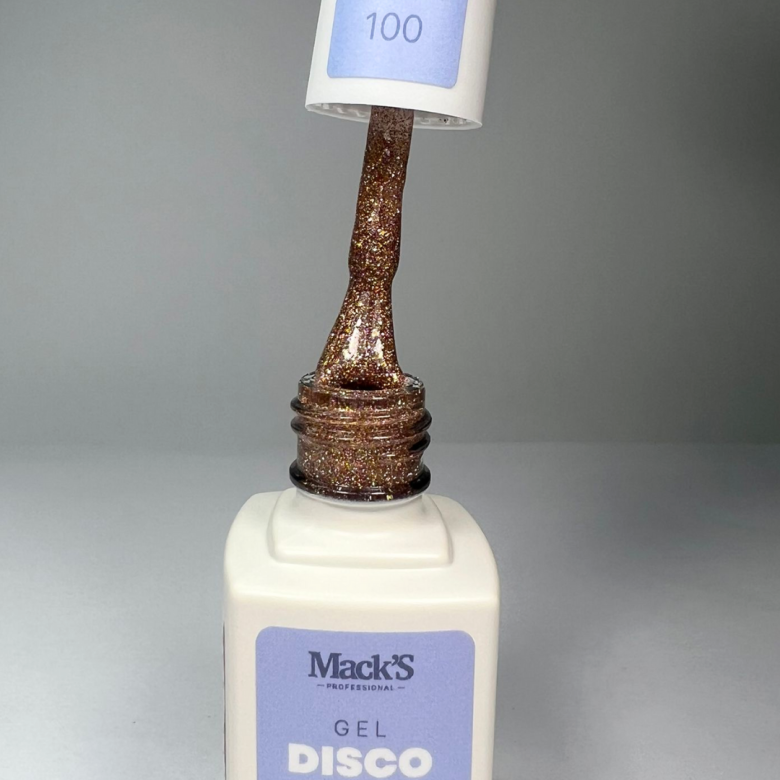 100
Mack'S
PROFESSIONAL
GEL
DISCO